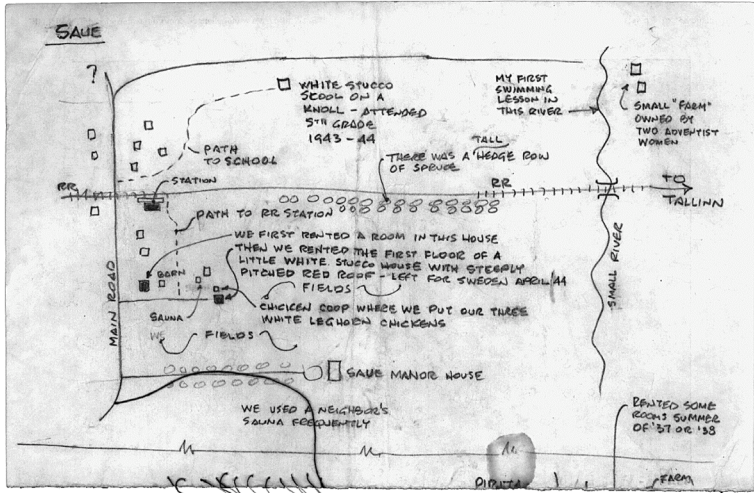 SAUE
?
WHITE STUCCO
SCOOL ON A
KNOLL - ATTENDED
5TH GRADE
1943-44
MY FIRST
SWIMMING
LESSON IN
THIS RIVER
SMALL "FARM"
OWNED BY
TWO ADVENTIST
WOMEN
PATH
TO SCHOOL
TALL
THERE WAS A HEDGE ROW
OF SPRUCE
STATION
RR
RR
TO
TALLINN
PATH TO RR STATION
WE FIRST RENTED A ROOM IN THIS HOUSE
THEN WE RENTED THE FIRST FLOOR OF A
LITTLE WHITE STUCCO HOUSE WITH STEEPLY
PITCHED RED ROOF - LEFT FOR SWEDEN APRIL '44
BARN
FIELDS
SAUNA
CHICKEN COOP WHERE WE PUT OUR THREE
WHITE LEGHORN CHICKENS
MAIN ROAD
SMALL RIVER
WE
FIELDS
SAUE MANOR HOUSE
WE USED A NEIGHBOR'S
SAUNA FREQUENTLY
RENTED SOME
ROOMS SUMMER
OF '37 OR '38
PIRITA
FARM